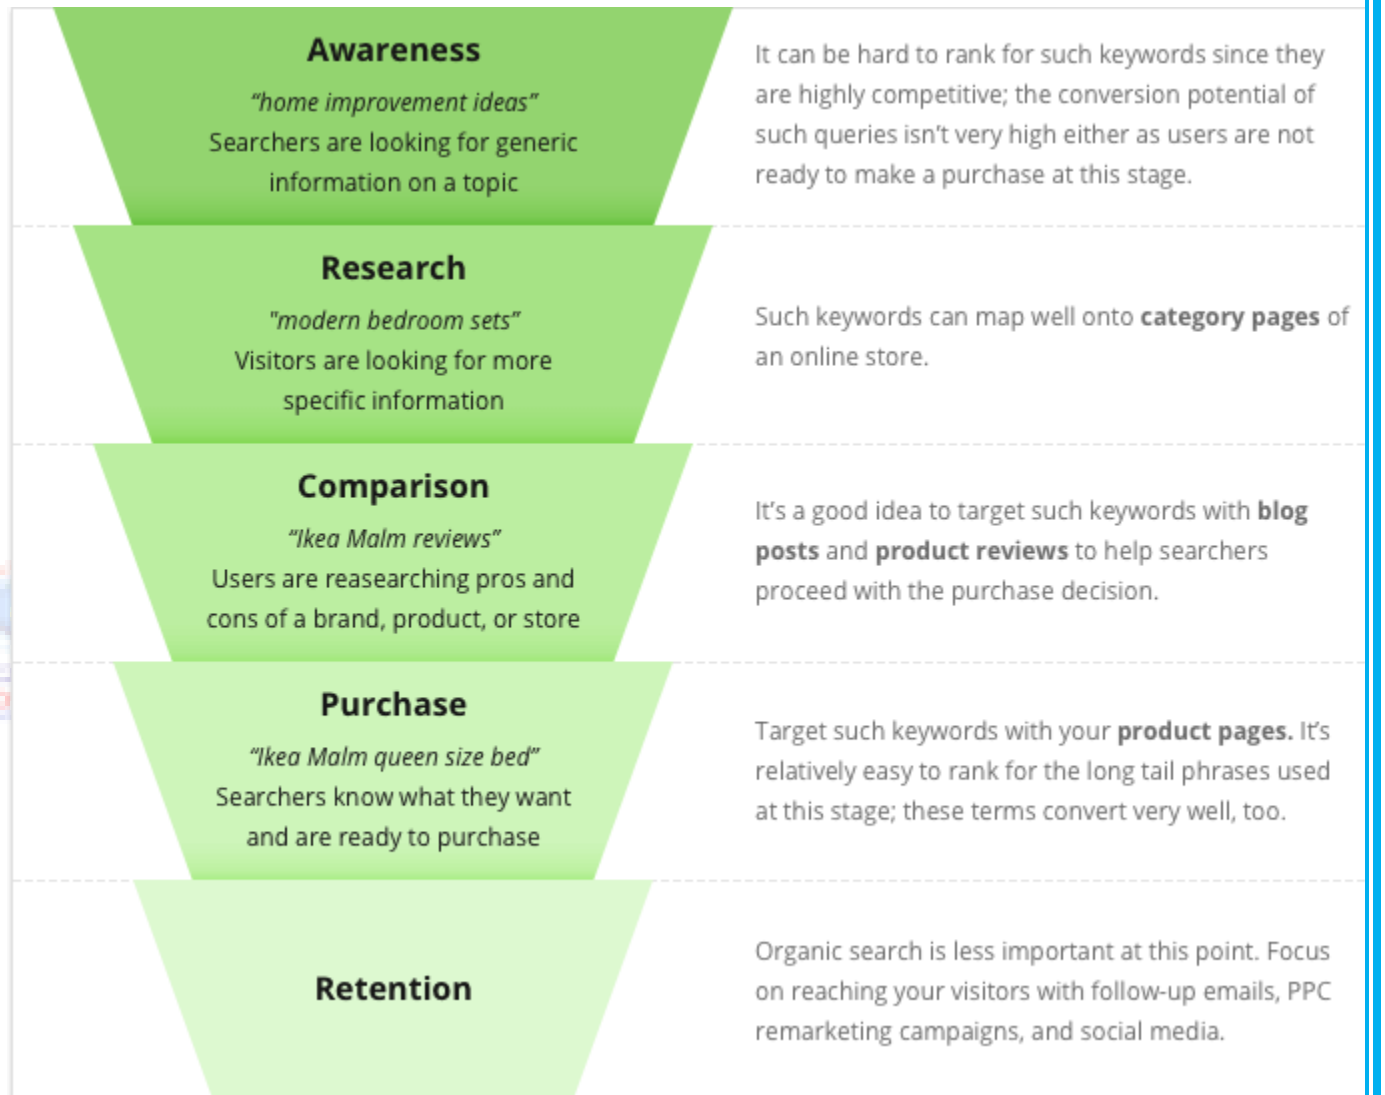 Awareness
“home improvement ideas”
Searchers are looking for generic
information on a topic
It can be hard to rank for such keywords since they
are highly competitive; the conversion potential of
such queries isn’t very high either as users are not
ready to make a purchase at this stage.
Research
"modern bedroom sets”
Visitors are looking for more
specific information
Such keywords can map well onto category pages of
an online store.
Comparison
“Ikea Malm reviews”
Users are reasearching pros and
cons of a brand, product, or store
It’s a good idea to target such keywords with blog
posts and product reviews to help searchers
proceed with the purchase decision.
Purchase
“Ikea Malm queen size bed”
Searchers know what they want
and are ready to purchase
Target such keywords with your product pages. It’s
relatively easy to rank for the long tail phrases used
at this stage; these terms convert very well, too.
Retention
Organic search is less important at this point. Focus
on reaching your visitors with follow-up emails, PPC
remarketing campaigns, and social media.